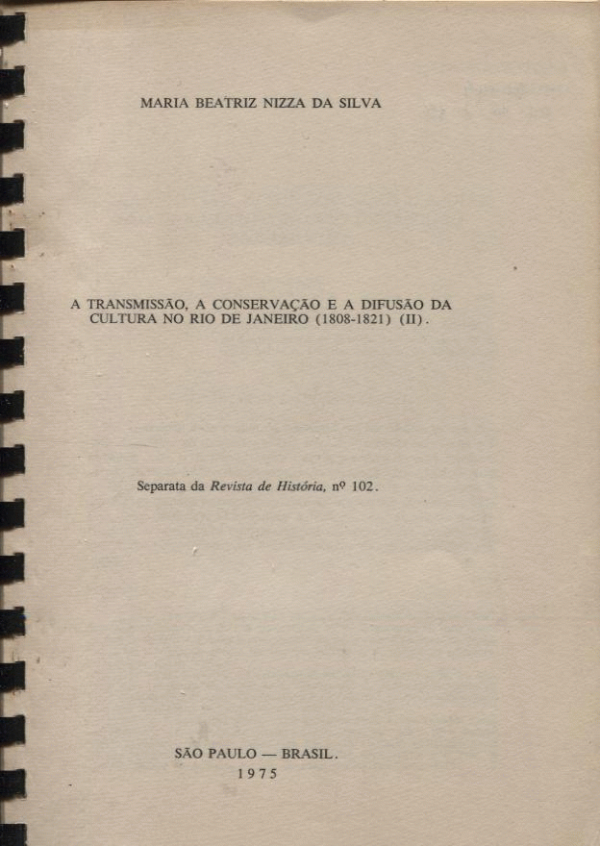 MARIA BEATRIZ NIZZA DA SILVA
A TRANSMISSÃO, A CONSERVAÇÃO E A DIFUSÃO DA
CULTURA NO RIO DE JANEIRO (1808-1821) (II).
Separata da Revista de História, nº 102.
SÃO PAULO — BRASIL.
1975